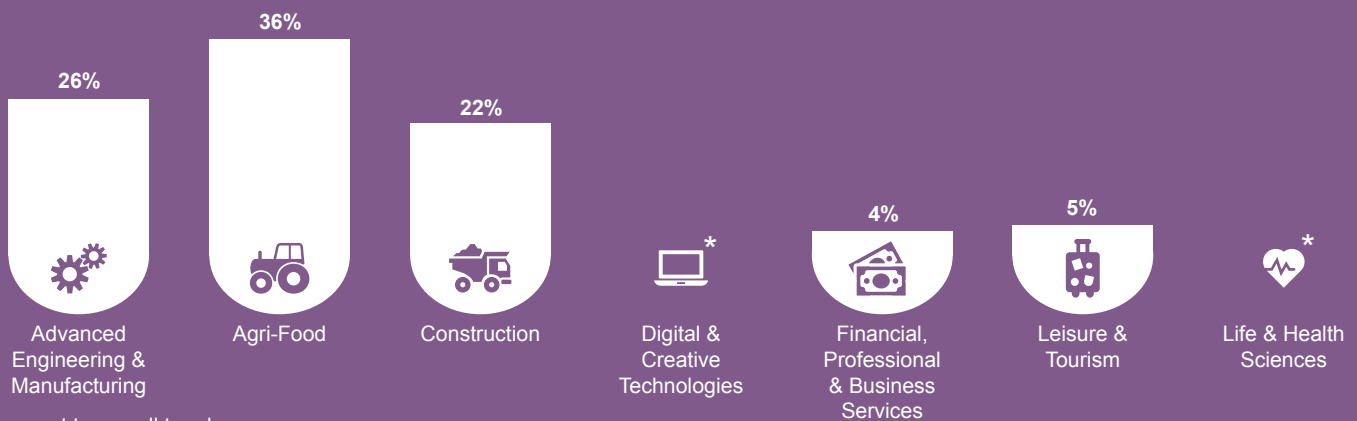 36%
26%
22%
4%
5%
*
*
Advanced
Engineering &
Manufacturing
Agri-Food
Construction
Digital &
Creative
Technologies
Financial,
Professional
& Business
Services
Leisure &
Tourism
Life & Health
Sciences